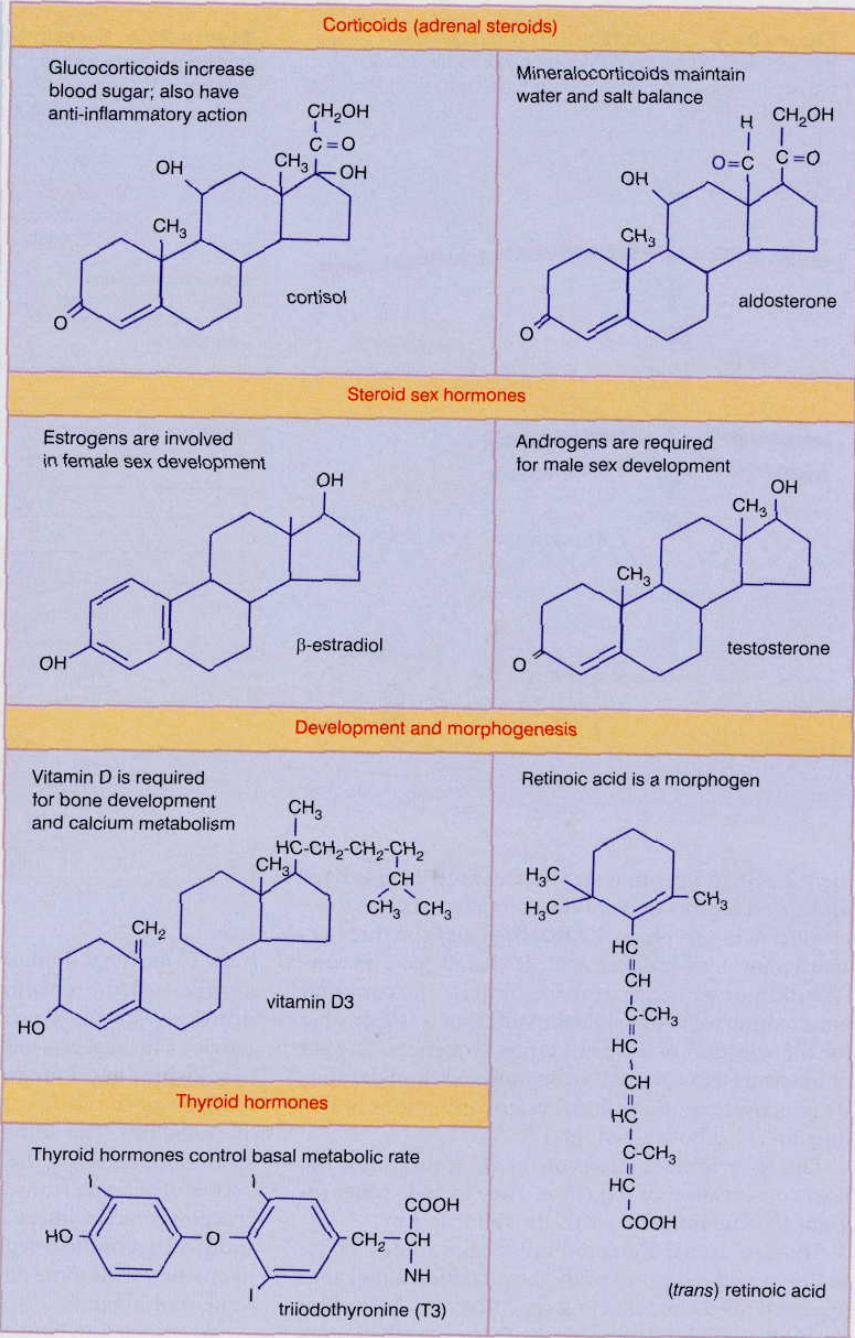 Corticoids (adrenal steroids)
Glucocorticoids increase
blood sugar; also have
anti-inflammatory action
CH₂OH
C=O
CH₃
OH
OH
CH₃
O
cortisol
Mineralocorticoids maintain
water and salt balance
H
CH₂OH
O=C
C=O
OH
CH₃
O
aldosterone
Steroid sex hormones
Estrogens are involved
in female sex development
OH
OH
β-estradiol
Androgens are required
for male sex development
OH
CH₃
CH₃
O
testosterone
Development and morphogenesis
Vitamin D is required
for bone development
and calcium metabolism
CH₃
HC-CH₂-CH₂-CH₂
CH₃
CH
CH₃ CH₃
CH₂
HO
vitamin D3
Retinoic acid is a morphogen
H₃C
H₃C
CH₃
HC
CH
C-CH₃
HC
CH
HC
C-CH₃
HC
COOH
(trans) retinoic acid
Thyroid hormones
Thyroid hormones control basal metabolic rate
I
I
COOH
HO
O
CH₂-CH
I
NH
triiodothyronine (T3)